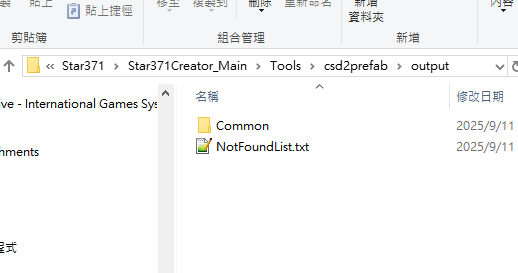 貼上
貼上捷徑
移至
複製到
刪除
重新命名
新增
資料夾
內容
剪貼簿
組合管理
新增
« Star371 › Star371Creator_Main › Tools › csd2prefab › output
ive - International Games Sys
chments
程式
名稱
修改日期
Common
2025/9/11
NotFoundList.txt
2025/9/11